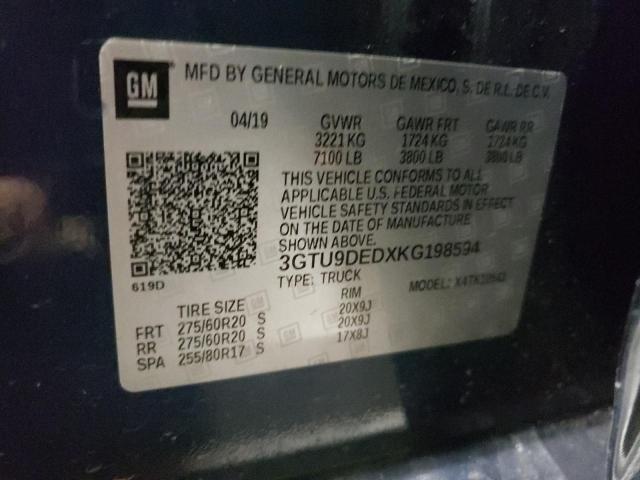 GM
MFD BY GENERAL MOTORS DE MEXICO, S. DE R.L. DE C.V.
04/19 GVWR GAWR FRT GAWR RR
3221 KG 1724 KG 1724 KG
7100 LB 3800 LB 3800 LB
THIS VEHICLE CONFORMS TO ALL
APPLICABLE U.S. FEDERAL MOTOR
VEHICLE SAFETY STANDARDS IN EFFECT
ON THE DATE OF MANUFACTURE
SHOWN ABOVE.
3GTU9DEDXKG198594
619D
TYPE: TRUCK MODEL:
TIRE SIZE RIM
FRT 275/60R20 S 20X9J
RR 275/60R20 S 20X9J
SPA 255/80R17 S 17X8J